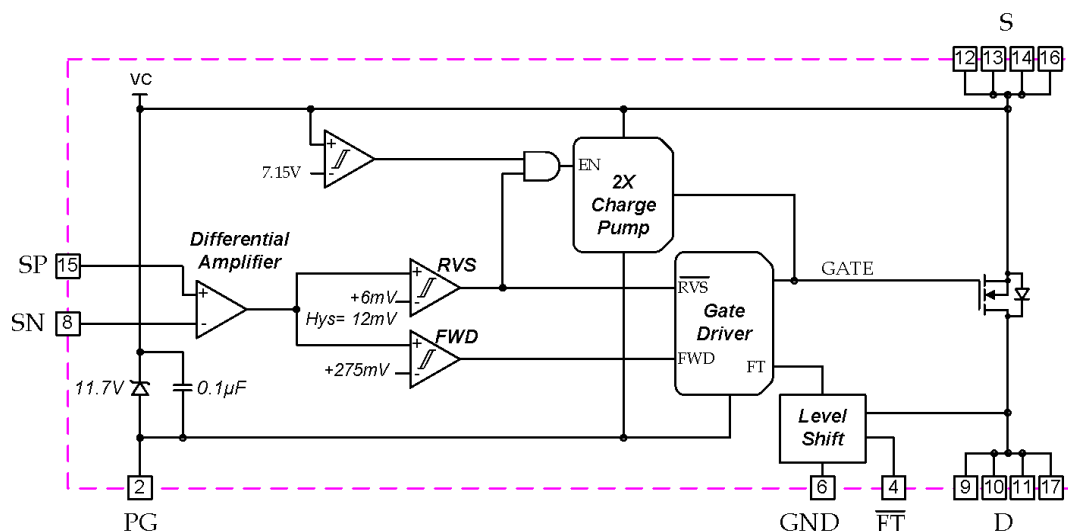 S
12 13 14 16
VC
+
7.15V -
EN
2X
Charge
Pump
Differential
Amplifier
SP 15
+
SN 8
-
+ RVS
+6mV -
Hys= 12mV
+ FWD
+275mV -
RVS
Gate
Driver
FWD
FT
GATE
11.7V
0.1µF
Level
Shift
2
6
4
9 10 11 17
PG
GND
FT
D